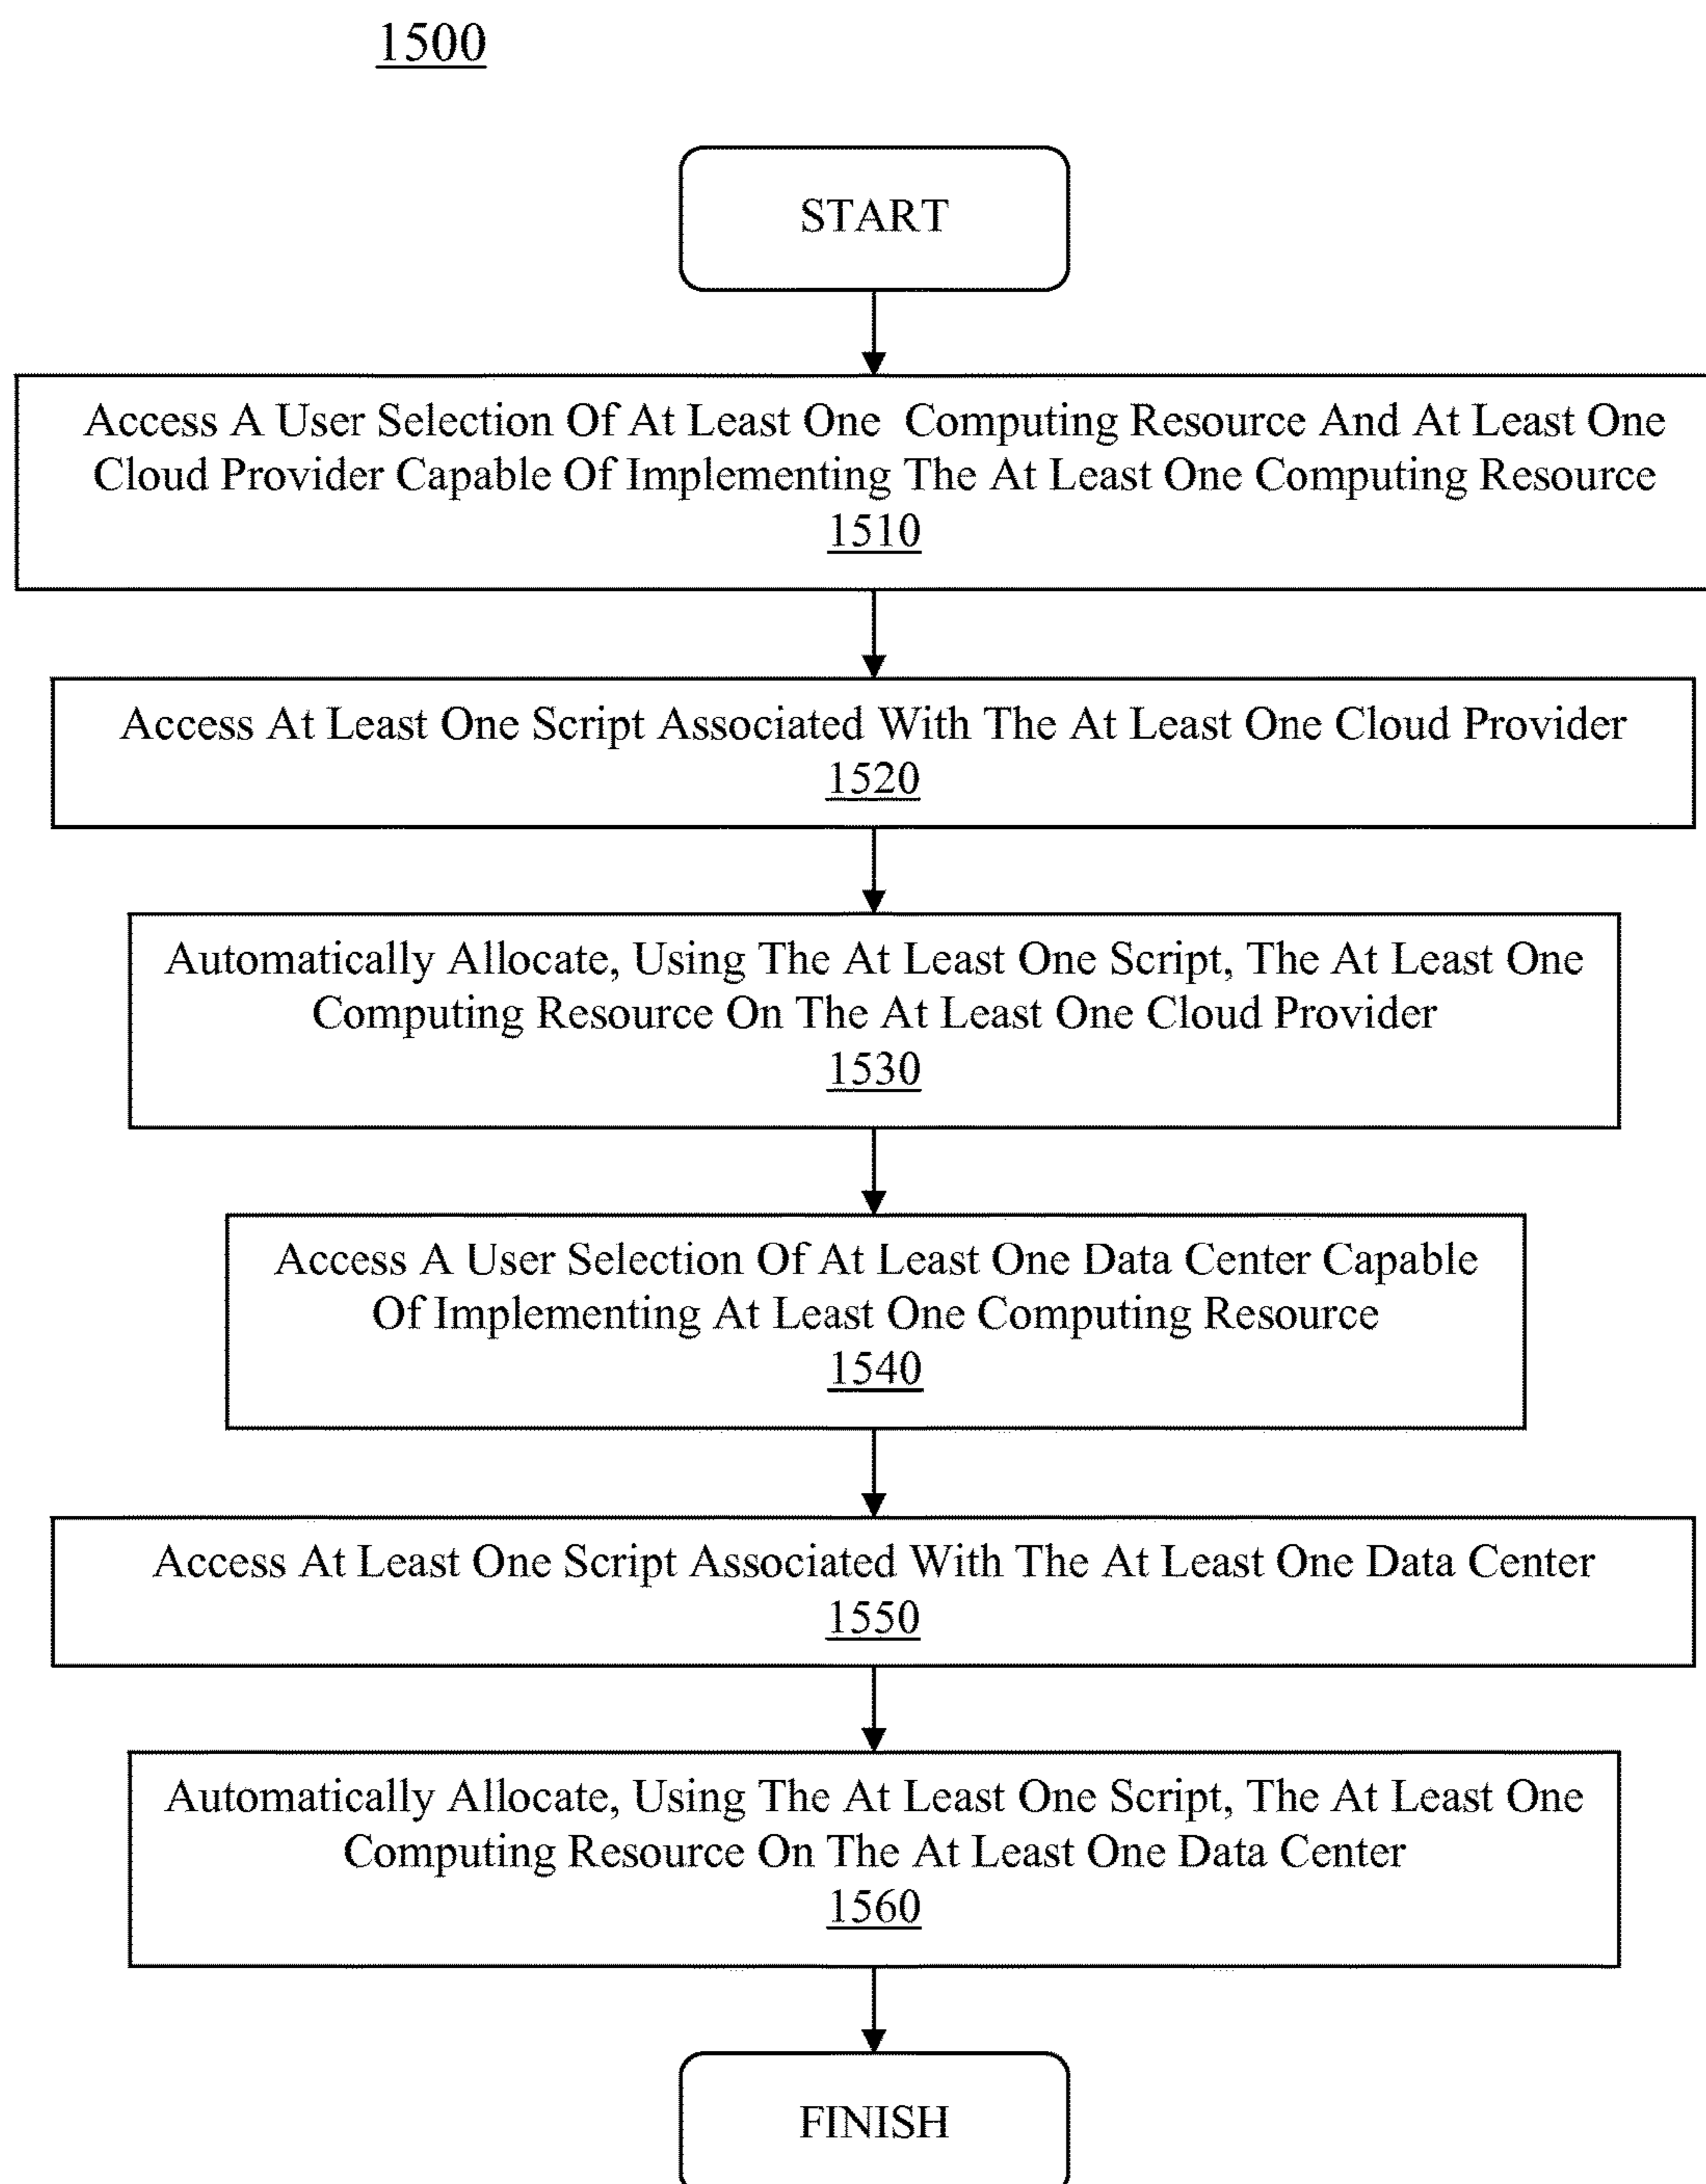 1500
START
Access A User Selection Of At Least One Computing Resource And At Least One
Cloud Provider Capable Of Implementing The At Least One Computing Resource
1510
Access At Least One Script Associated With The At Least One Cloud Provider
1520
Automatically Allocate, Using The At Least One Script, The At Least One
Computing Resource On The At Least One Cloud Provider
1530
Access A User Selection Of At Least One Data Center Capable
Of Implementing At Least One Computing Resource
1540
Access At Least One Script Associated With The At Least One Data Center
1550
Automatically Allocate, Using The At Least One Script, The At Least One
Computing Resource On The At Least One Data Center
1560
FINISH